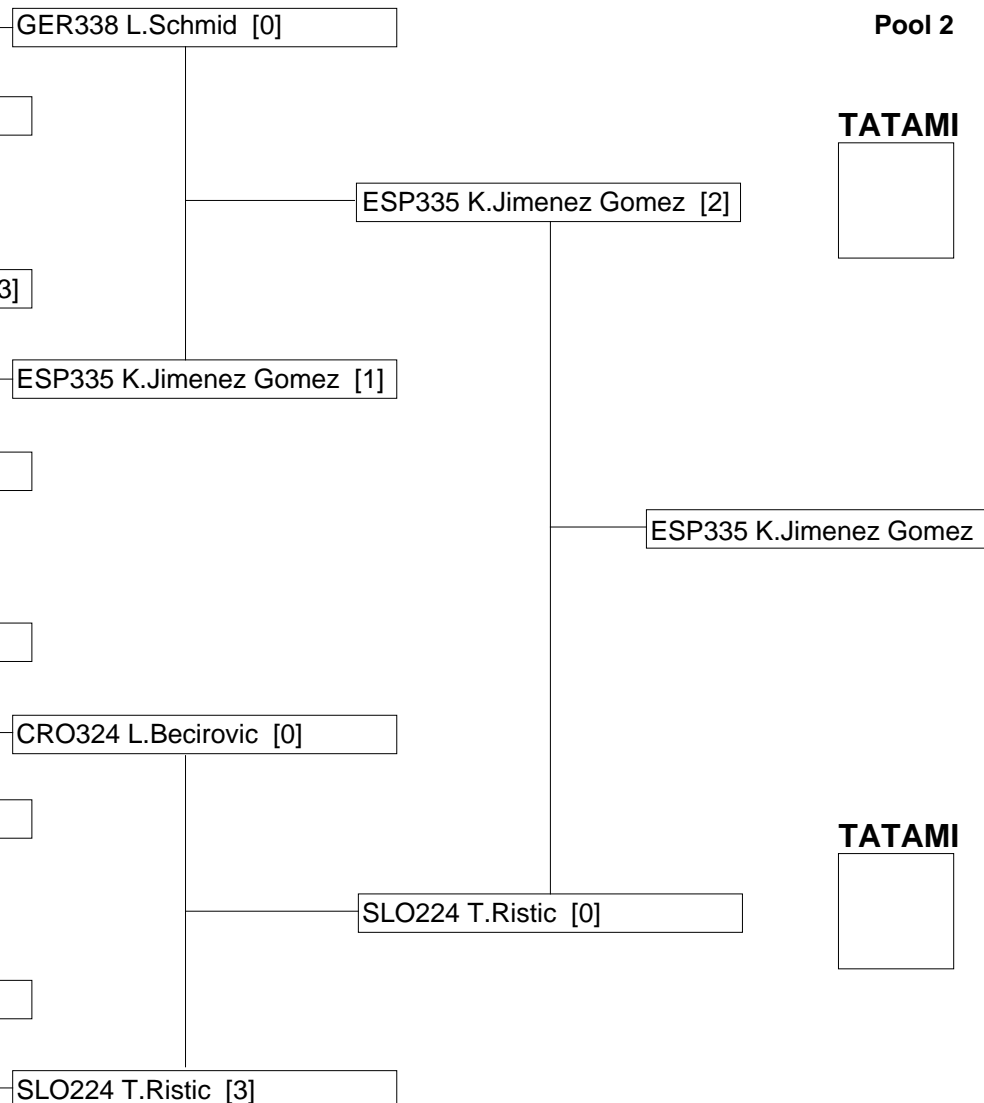 GER338 L.Schmid [0]
Pool 2
TATAMI
ESP335 K.Jimenez Gomez [2]
3]
ESP335 K.Jimenez Gomez [1]
ESP335 K.Jimenez Gomez
CRO324 L.Becirovic [0]
TATAMI
SLO224 T.Ristic [0]
SLO224 T.Ristic [3]